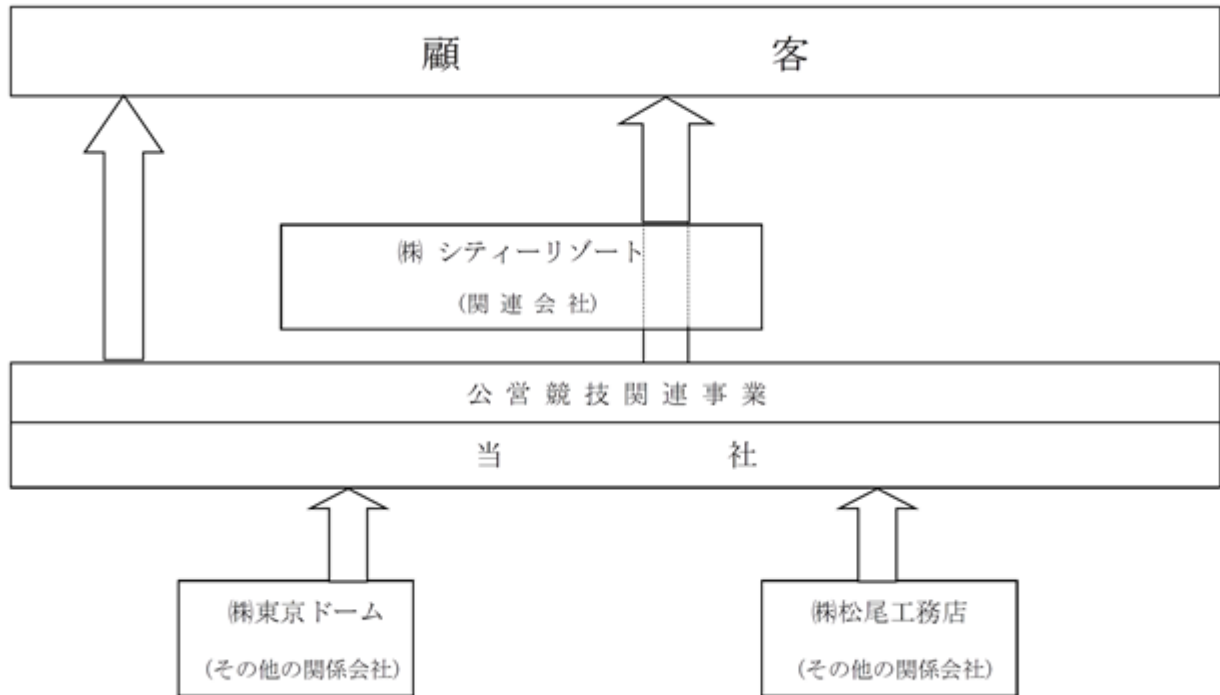 顧客
㈱ シティーリゾート
(関連会社)
公営競技関連事業
当社
㈱東京ドーム
(その他の関係会社)
㈱松尾工務店
(その他の関係会社)